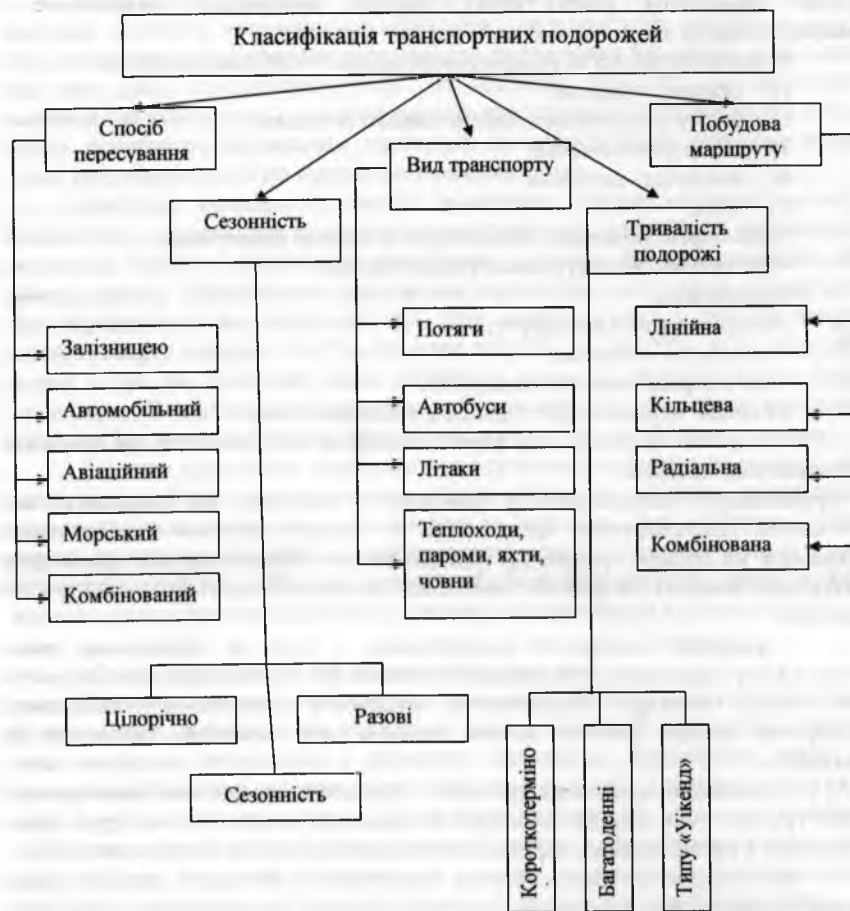 Класифікація транспортних подорожей
Спосіб
пересування
Сезонність
Вид транспорту
Тривалість
подорожі
Побудова
маршруту
Залізницею
Автомобільний
Авіаційний
Морський
Комбінований
Потяги
Автобуси
Літаки
Теплоходи,
пароми, яхти,
човни
Лінійна
Кільцева
Радіальна
Комбінована
Цілорічно
Разові
Сезонність
Короткотерміно
Багатоденні
Типу «Уікенд»